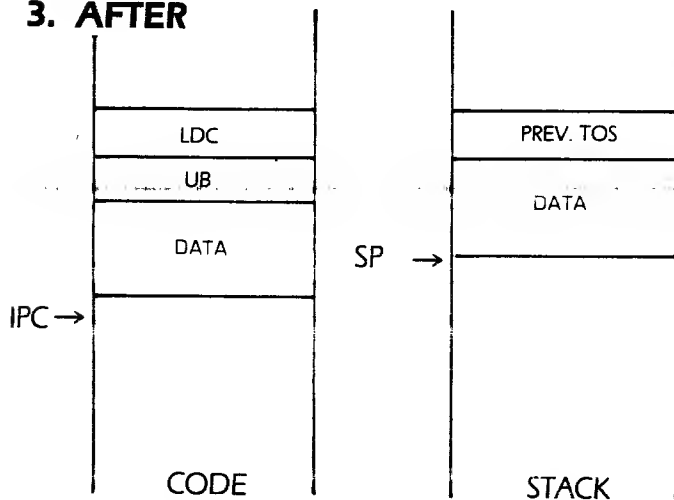 3. AFTER
LDC
UB
DATA
IPC →
CODE
PREV. TOS
DATA
SP →
STACK